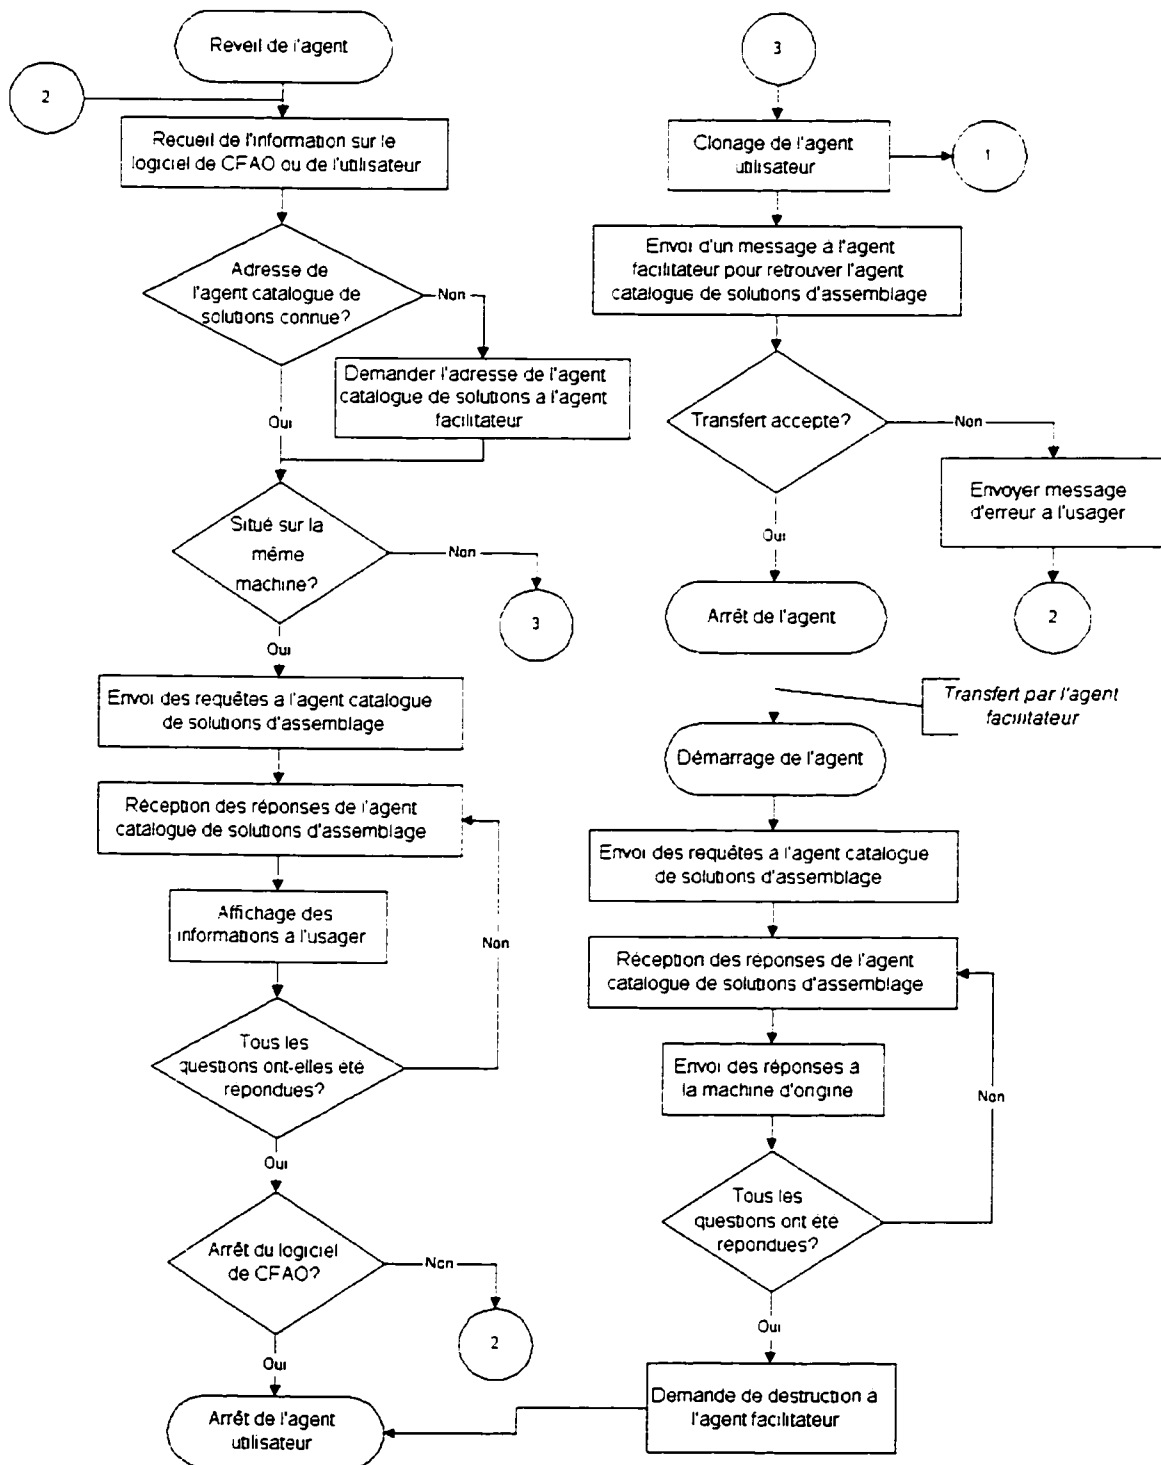 Reveil de l'agent
2
Recueil de l'information sur le
logiciel de CFAO ou de l'utilisateur
Adresse de
l'agent catalogue de
solutions connue?
Non
Demander l'adresse de l'agent
catalogue de solutions a l'agent
facilitateur
Oui
Situé sur la
même
machine?
Non
3
Oui
Envoi des requêtes a l'agent catalogue
de solutions d'assemblage
Réception des réponses de l'agent
catalogue de solutions d'assemblage
Affichage des
informations a l'usager
Non
Tous les
questions ont-elles été
repondues?
Oui
Arrêt du logiciel
de CFAO?
Non
2
Oui
Arrêt de l'agent
utilisateur
3
Clonage de l'agent
utilisateur
1
Envoi d'un message à l'agent
facilitateur pour retrouver l'agent
catalogue de solutions d'assemblage
Transfert accepte?
Non
Envoyer message
d'erreur a l'usager
2
Oui
Arrêt de l'agent
Transfert par l'agent
facilitateur
Démarrage de l'agent
Envoi des requêtes a l'agent catalogue
de solutions d'assemblage
Réception des réponses de l'agent
catalogue de solutions d'assemblage
Envoi des réponses à
la machine d'origine
Non
Tous les
questions ont été
repondues?
Oui
Demande de destruction à
l'agent facilitateur